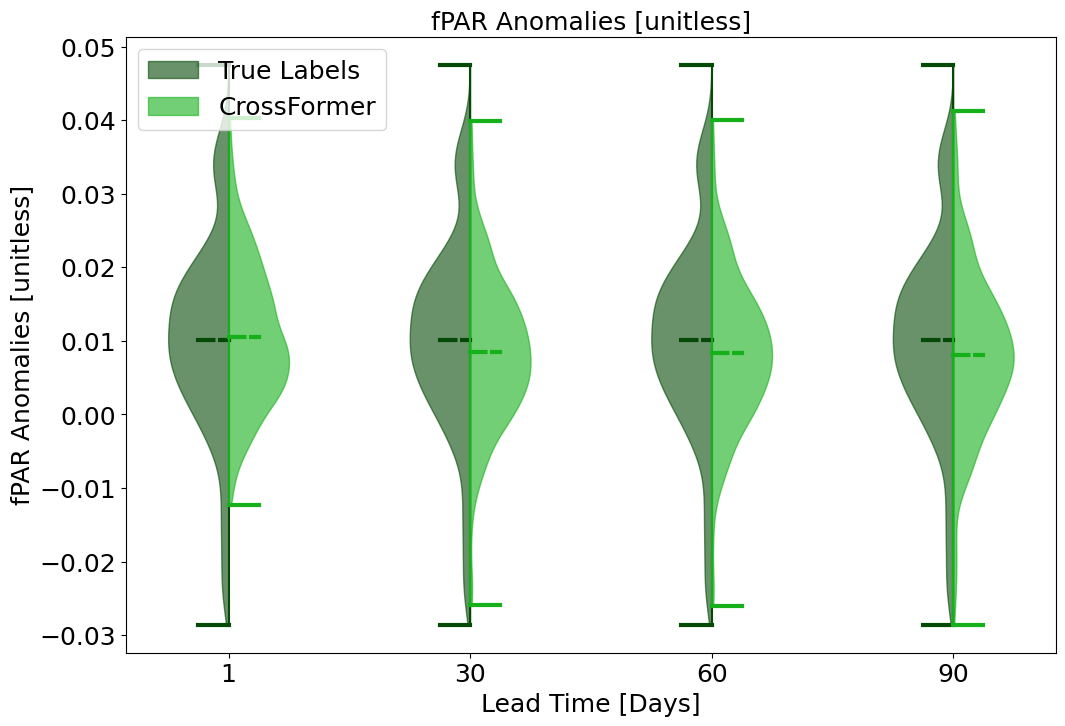 fPAR Anomalies [unitless]
True Labels
CrossFormer
fPAR Anomalies [unitless]
0.05
0.04
0.03
0.02
0.01
0.00
−0.01
−0.02
−0.03
1 30 60 90
Lead Time [Days]